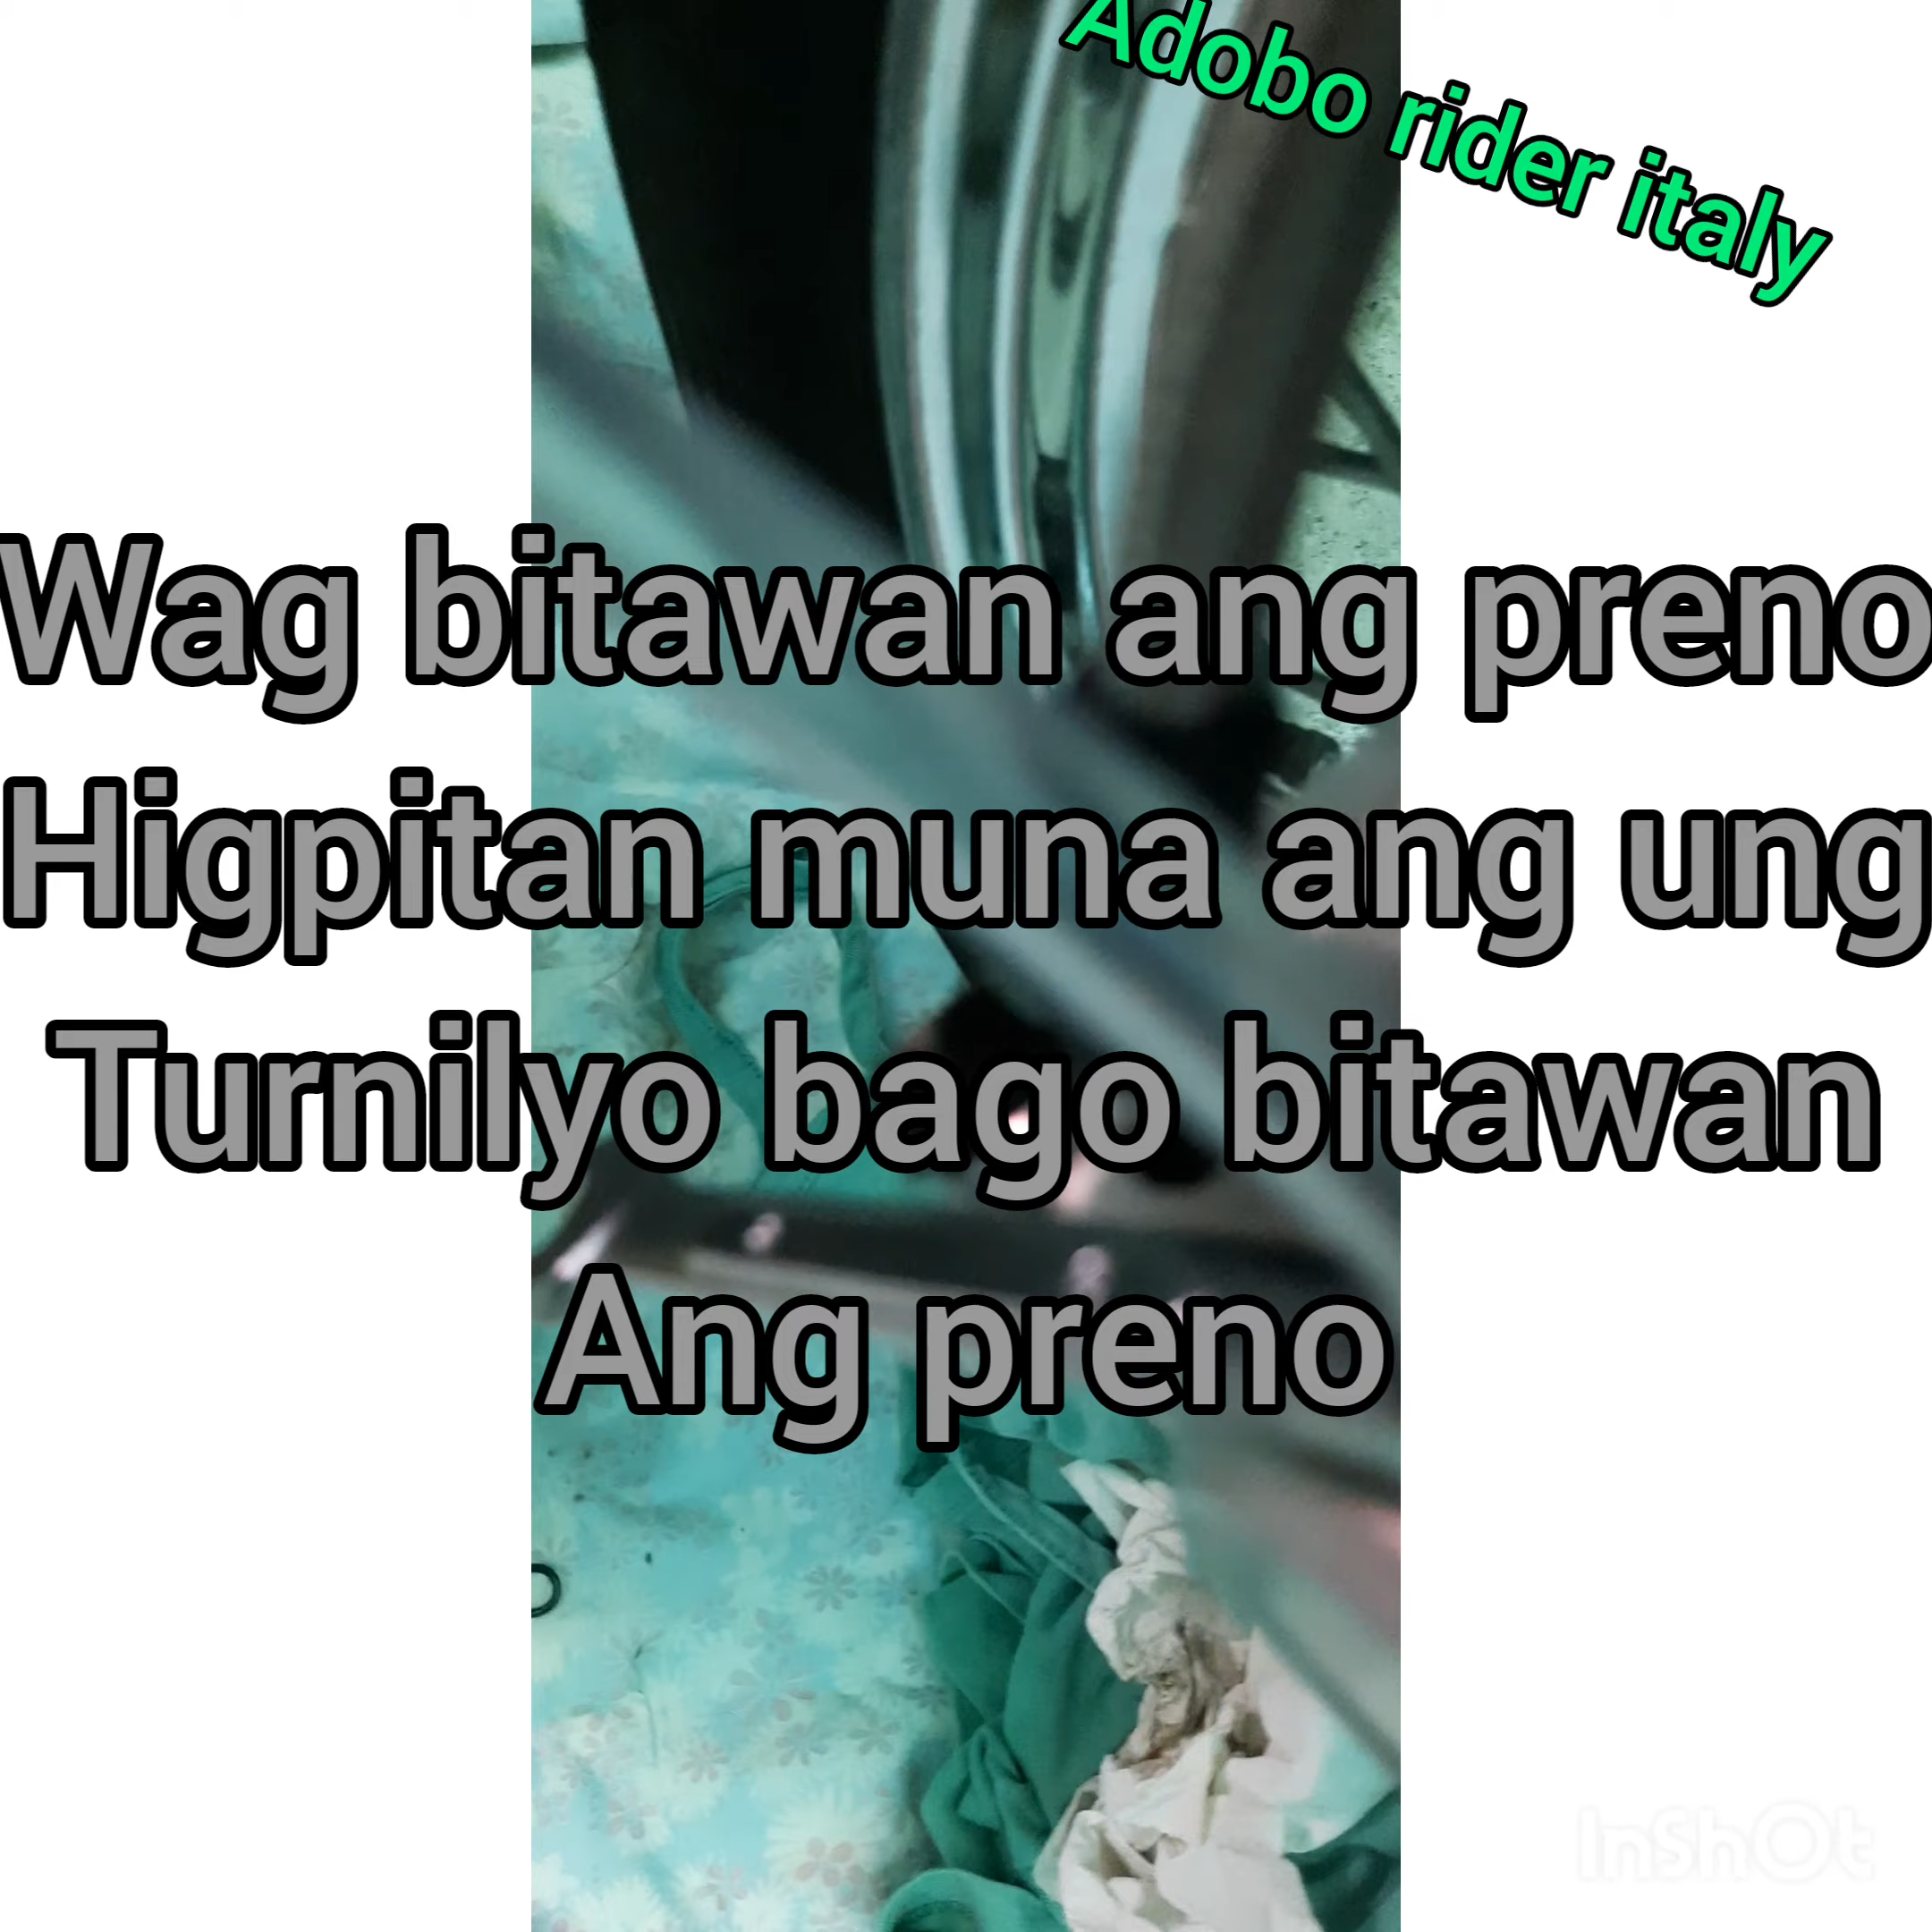 Adobo rider italy
Wag bitawan ang preno
Higpitan muna ang ung
Turnilyo bago bitawan
Ang preno
InShOt